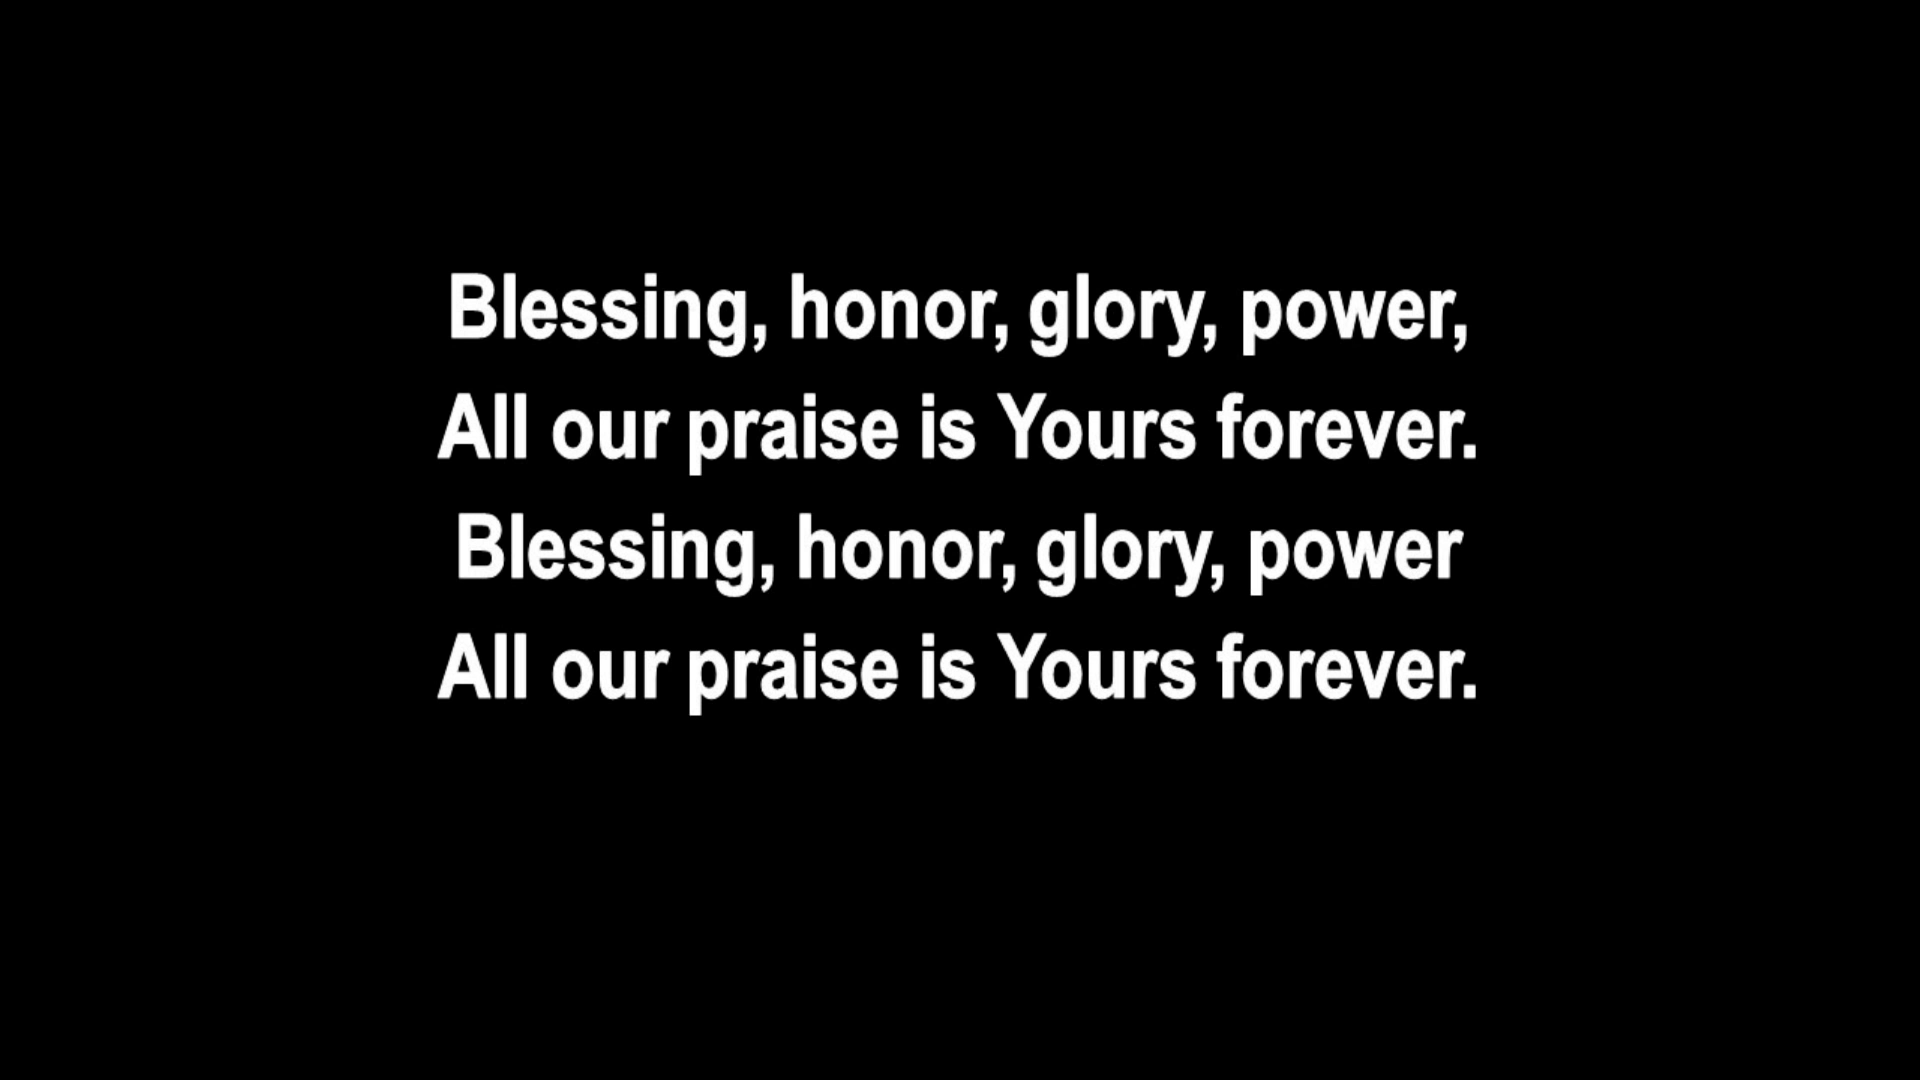 Blessing, honor, glory, power,
All our praise is Yours forever.
Blessing, honor, glory, power
All our praise is Yours forever.